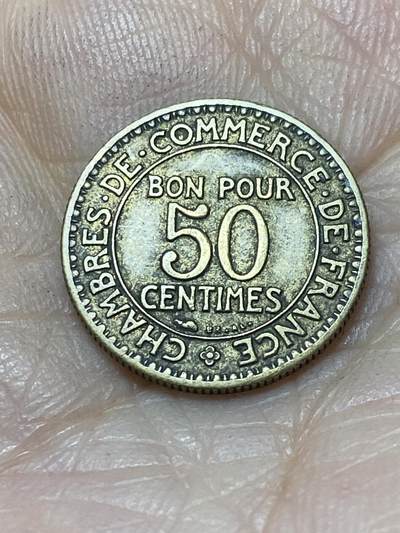 CHAMBRES·DE·COMMERCE·DE·FRANCE
BON POUR
50
CENTIMES